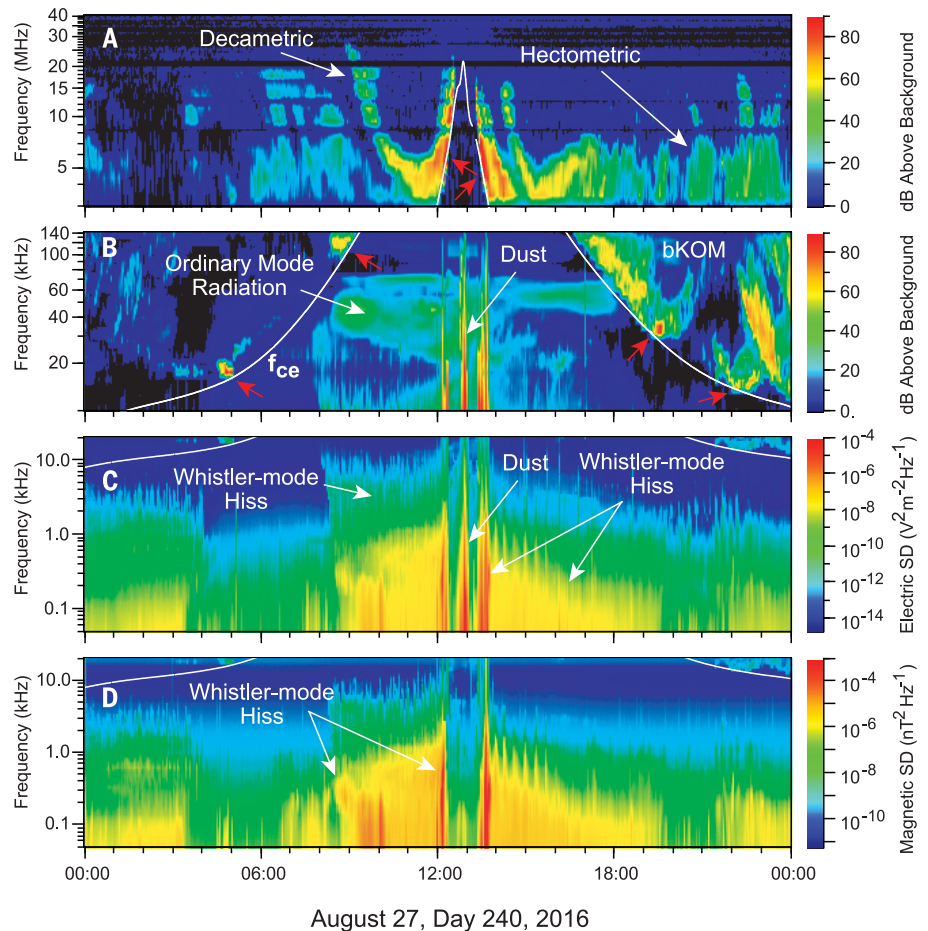 A
Decametric
Hectometric
Frequency (MHz)
40
30
20
15
10
5
dB Above Background
80
60
40
20
0
B
Ordinary Mode
Radiation
Dust
bKOM
fce
Frequency (kHz)
140
100
60
40
20
dB Above Background
80
60
40
20
0.
C
Whistler-mode
Hiss
Dust
Whistler-mode
Hiss
Frequency (kHz)
10.0
1.0
0.1
Electric SD (V²m⁻²Hz⁻¹)
10⁻⁴
10⁻⁶
10⁻⁸
10⁻¹⁰
10⁻¹²
10⁻¹⁴
D
Whistler-mode
Hiss
Frequency (kHz)
10.0
1.0
0.1
Magnetic SD (nT²Hz⁻¹)
10⁻⁴
10⁻⁶
10⁻⁸
10⁻¹⁰
00:00 06:00 12:00 18:00 00:00
August 27, Day 240, 2016